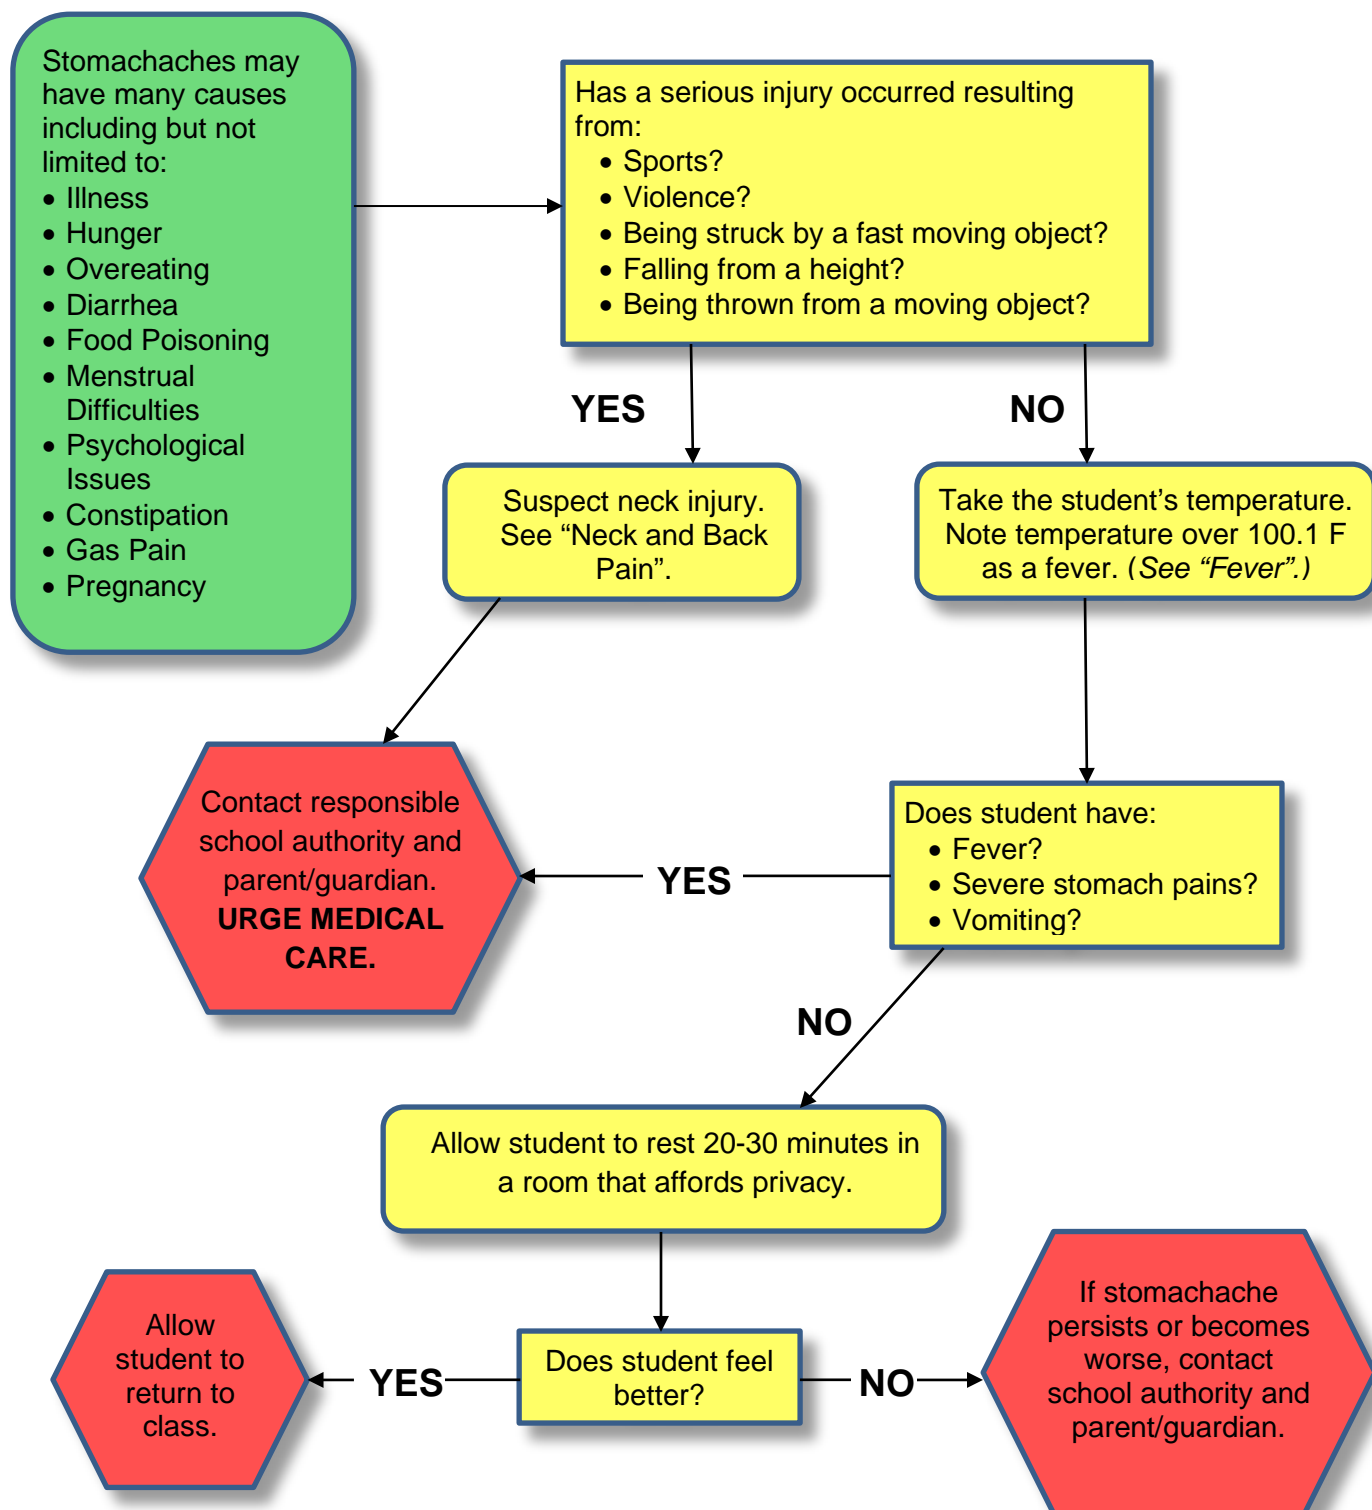 Stomachaches may
have many causes
including but not
limited to:
• Illness
• Hunger
• Overeating
• Diarrhea
• Food Poisoning
• Menstrual
Difficulties
• Psychological
Issues
• Constipation
• Gas Pain
• Pregnancy
Has a serious injury occurred resulting
from:
• Sports?
• Violence?
• Being struck by a fast moving object?
• Falling from a height?
• Being thrown from a moving object?
YES
NO
Suspect neck injury.
See “Neck and Back
Pain”.
Take the student’s temperature.
Note temperature over 100.1 F
as a fever. (See “Fever”.)
Contact responsible
school authority and
parent/guardian.
URGE MEDICAL
CARE.
YES
Does student have:
• Fever?
• Severe stomach pains?
• Vomiting?
NO
Allow student to rest 20-30 minutes in
a room that affords privacy.
Allow
student to
return to
class.
YES
Does student feel
better?
NO
If stomachache
persists or becomes
worse, contact
school authority and
parent/guardian.